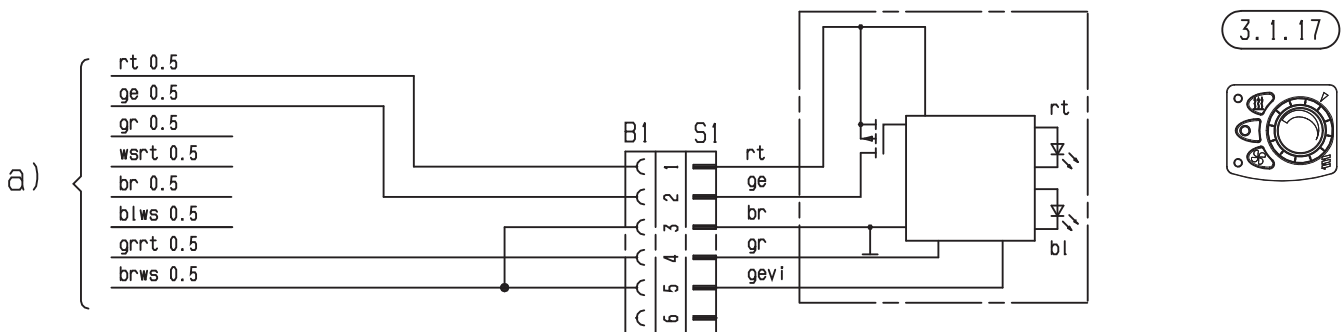 3.1.17
a)
rt 0.5
ge 0.5
gr 0.5
wsrt 0.5
br 0.5
blws 0.5
grrt 0.5
brws 0.5
B1 S1
1
2
3
4
5
6
rt
ge
br
gr
gevi
rt
bl